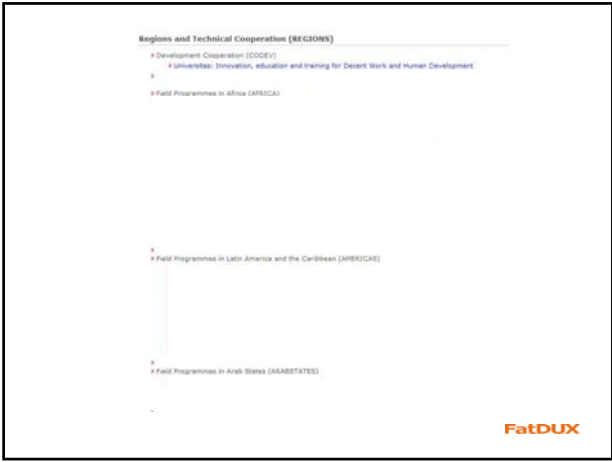 Regions and Technical Cooperation (REGIONS)
Development Cooperation (CODEV)
Universitas: Innovation, education and training for Decent Work and Human Development
Field Programmes in Africa (AFRICA)
Field Programmes in Latin America and the Caribbean (AMERICAS)
Field Programmes in Arab States (ARABSTATES)
FatDUX